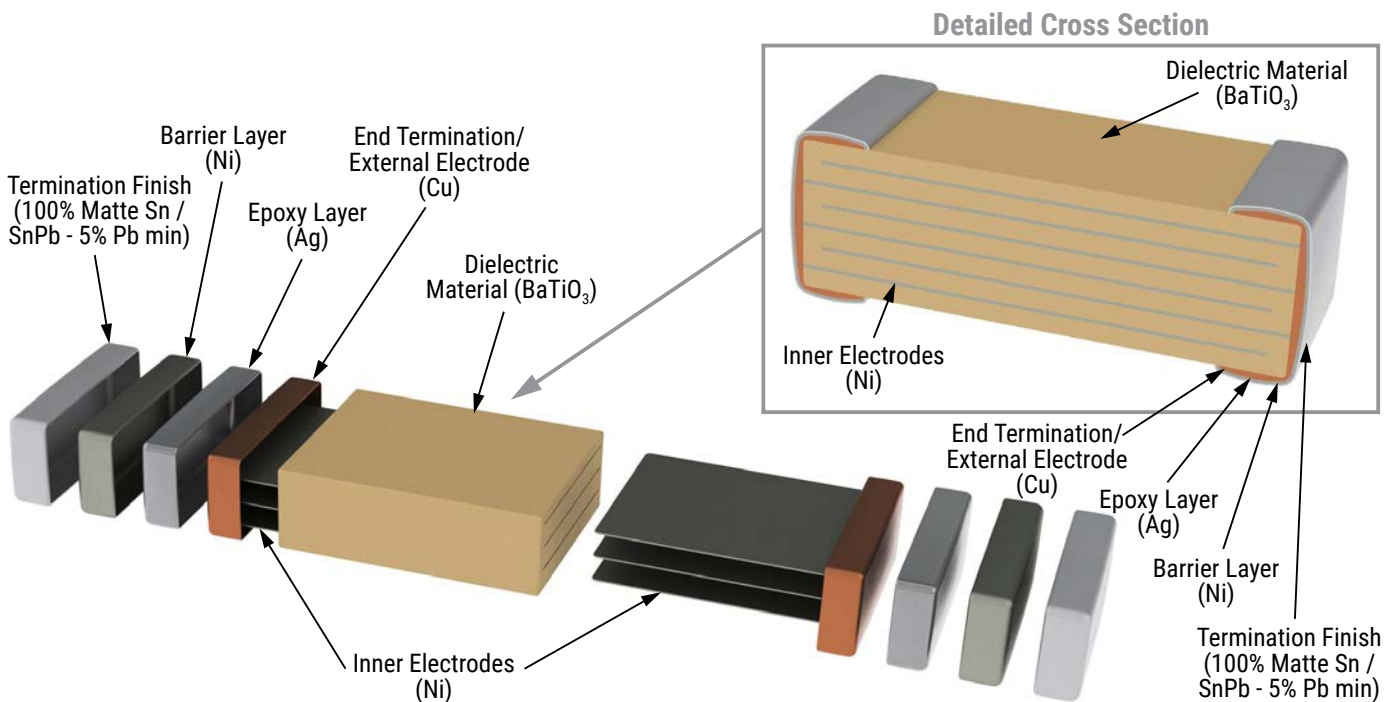 Detailed Cross Section
Dielectric Material
(BaTiO₃)
Barrier Layer
(Ni)
End Termination/
External Electrode
(Cu)
Termination Finish
(100% Matte Sn /
SnPb - 5% Pb min)
Epoxy Layer
(Ag)
Dielectric
Material (BaTiO₃)
Inner Electrodes
(Ni)
End Termination/
External Electrode
(Cu)
Epoxy Layer
(Ag)
Barrier Layer
(Ni)
Termination Finish
(100% Matte Sn /
SnPb - 5% Pb min)
Inner Electrodes
(Ni)